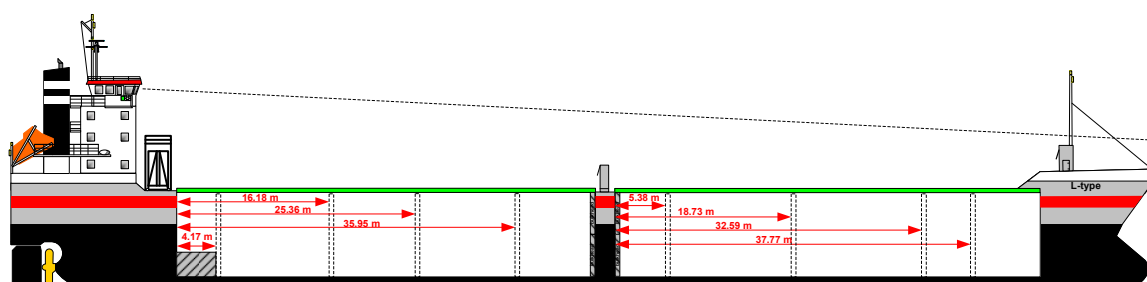 L-type
16.18 m
5.38 m
25.36 m
18.73 m
35.95 m
32.59 m
4.17 m
37.77 m